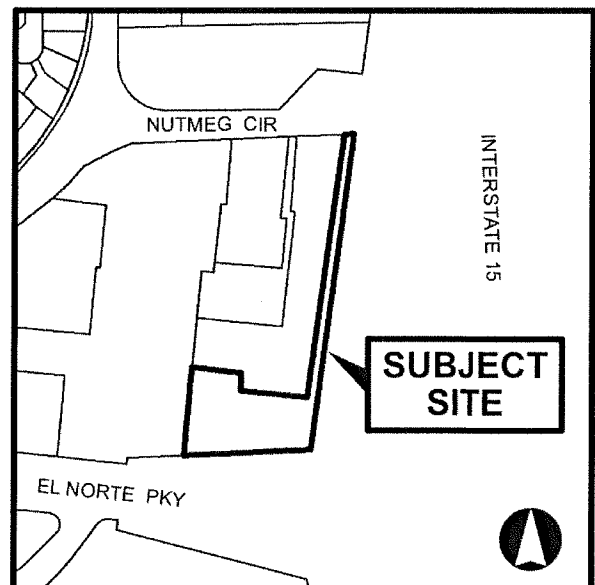 NUTMEG CIR
INTERSTATE 15
SUBJECT
SITE
EL NORTE PKY